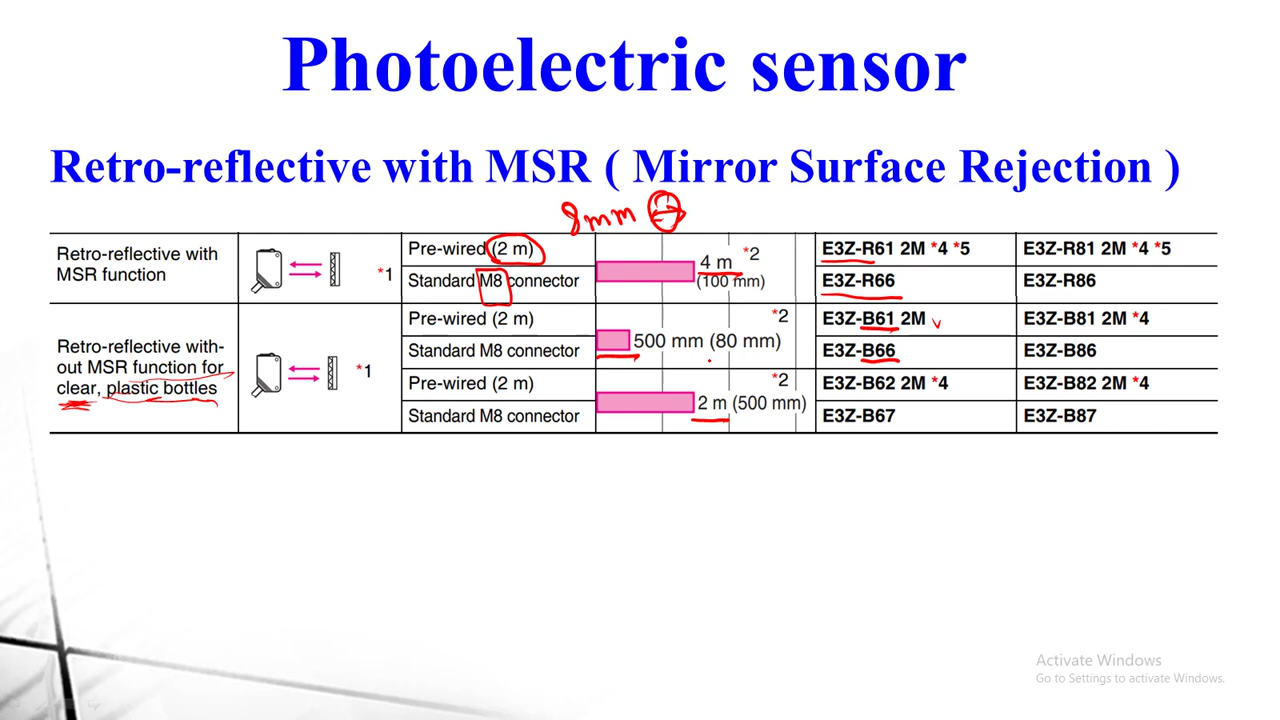 Photoelectric sensor
Retro-reflective with MSR ( Mirror Surface Rejection )
8mm
Retro-reflective with
MSR function
*1
Pre-wired (2 m)
4 m *2
(100 mm)
E3Z-R61 2M *4 *5
E3Z-R81 2M *4 *5
Standard M8 connector
E3Z-R66
E3Z-R86
Retro-reflective with-
out MSR function for
clear, plastic bottles
*1
Pre-wired (2 m)
*2
500 mm (80 mm)
E3Z-B61 2M
E3Z-B81 2M *4
Standard M8 connector
E3Z-B66
E3Z-B86
Pre-wired (2 m)
*2
2 m (500 mm)
E3Z-B62 2M *4
E3Z-B82 2M *4
Standard M8 connector
E3Z-B67
E3Z-B87
Activate Windows
Go to Settings to activate Windows.